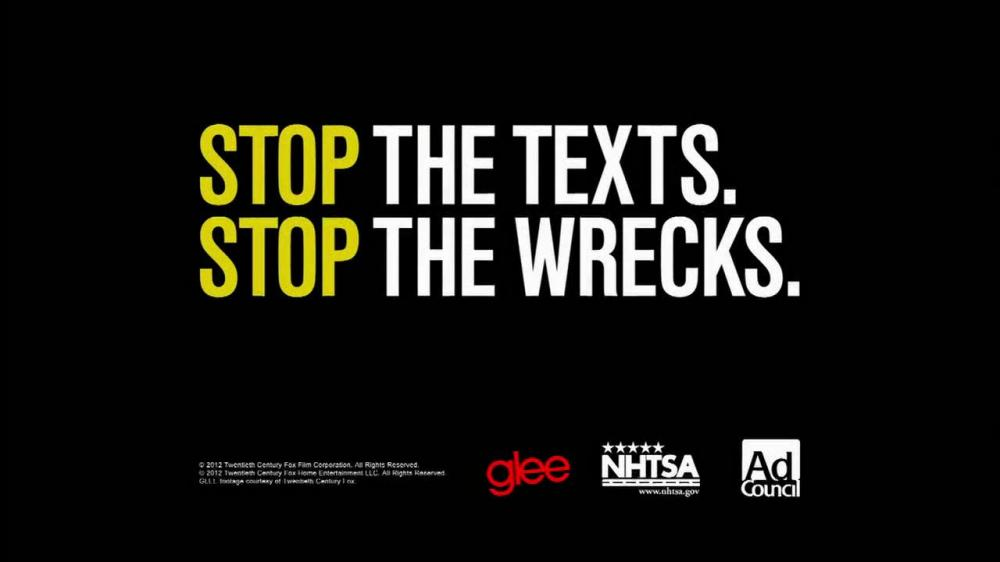 STOP THE TEXTS.
STOP THE WRECKS.
© 2012 Twentieth Century Fox Film Corporation. All Rights Reserved.
© 2012 Twentieth Century Fox Home Entertainment LLC. All Rights Reserved.
GLEE footage courtesy of Twentieth Century Fox.
glee
NHTSA
www.nhtsa.gov
Ad
Council